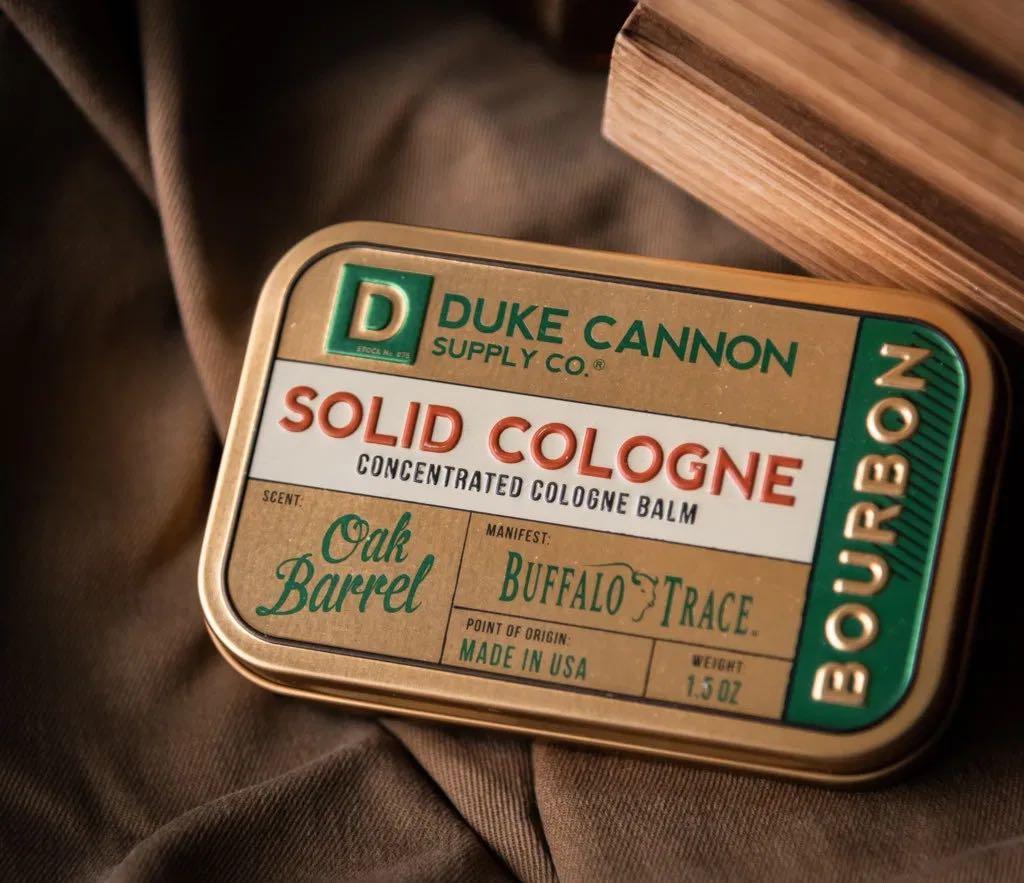 D
DUKE CANNON
SUPPLY CO.®
SOLID COLOGNE
CONCENTRATED COLOGNE BALM
SCENT:
Oak
Barrel
MANIFEST:
BUFFALO TRACE
POINT OF ORIGIN:
MADE IN USA
WEIGHT
1.5 OZ
BOURBON